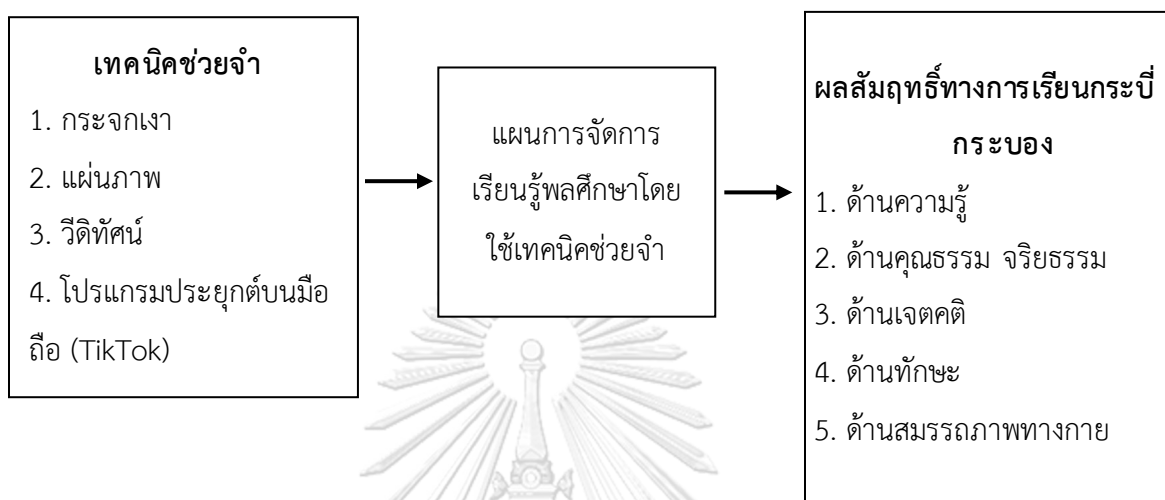 เทคนิคช่วยจำ
1. กระจกเงา
2. แผ่นภาพ
3. วีดิทัศน์
4. โปรแกรมประยุกต์บนมือ
ถือ (TikTok)
แผนการจัดการ
เรียนรู้พลศึกษาโดย
ใช้เทคนิคช่วยจำ
ผลสัมฤทธิ์ทางการเรียนกระบี่
กระบอง
1. ด้านความรู้
2. ด้านคุณธรรม จริยธรรม
3. ด้านเจตคติ
4. ด้านทักษะ
5. ด้านสมรรถภาพทางกาย